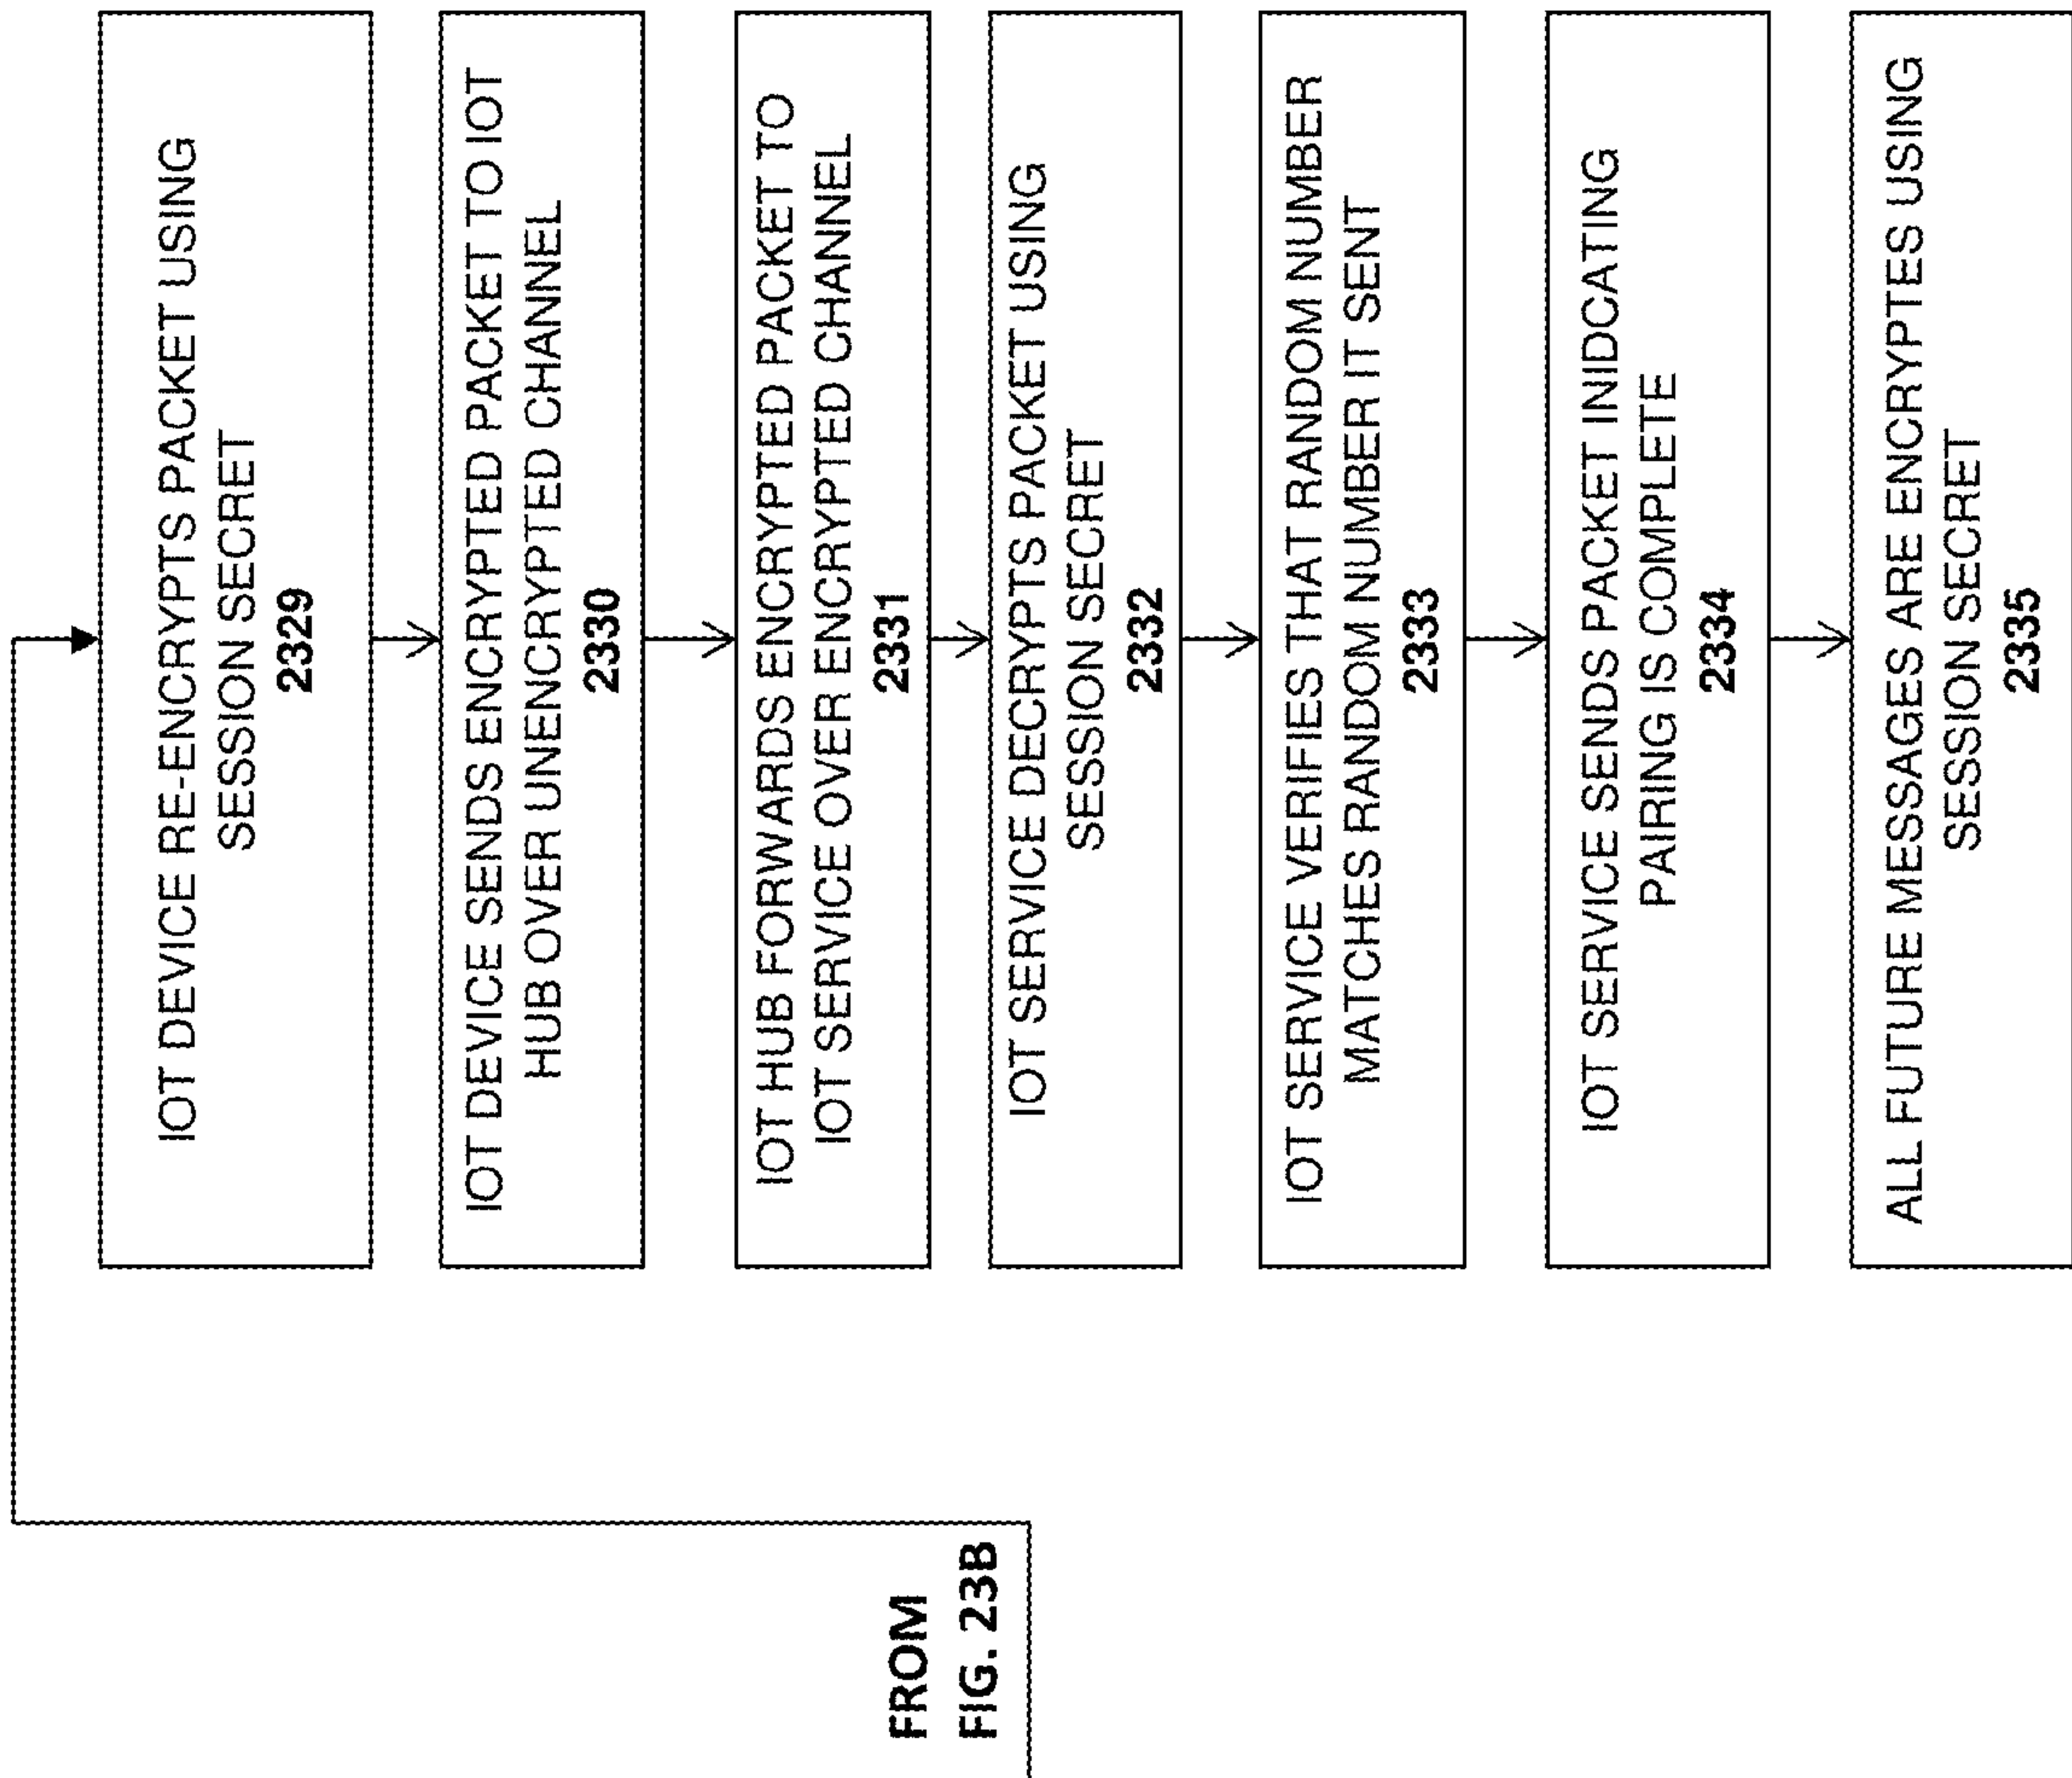 FROM
FIG. 23B
IOT DEVICE RE-ENCRYPTS PACKET USING
SESSION SECRET
2329
IOT DEVICE SENDS ENCRYPTED PACKET TO IOT
HUB OVER UNENCRYPTED CHANNEL
2330
IOT HUB FORWARDS ENCRYPTED PACKET TO
IOT SERVICE OVER ENCRYPTED CHANNEL
2331
IOT SERVICE DECRYPTS PACKET USING
SESSION SECRET
2332
IOT SERVICE VERIFIES THAT RANDOM NUMBER
MATCHES RANDOM NUMBER IT SENT
2333
IOT SERVICE SENDS PACKET INIDCATING
PAIRING IS COMPLETE
2334
ALL FUTURE MESSAGES ARE ENCRYPTES USING
SESSION SECRET
2335